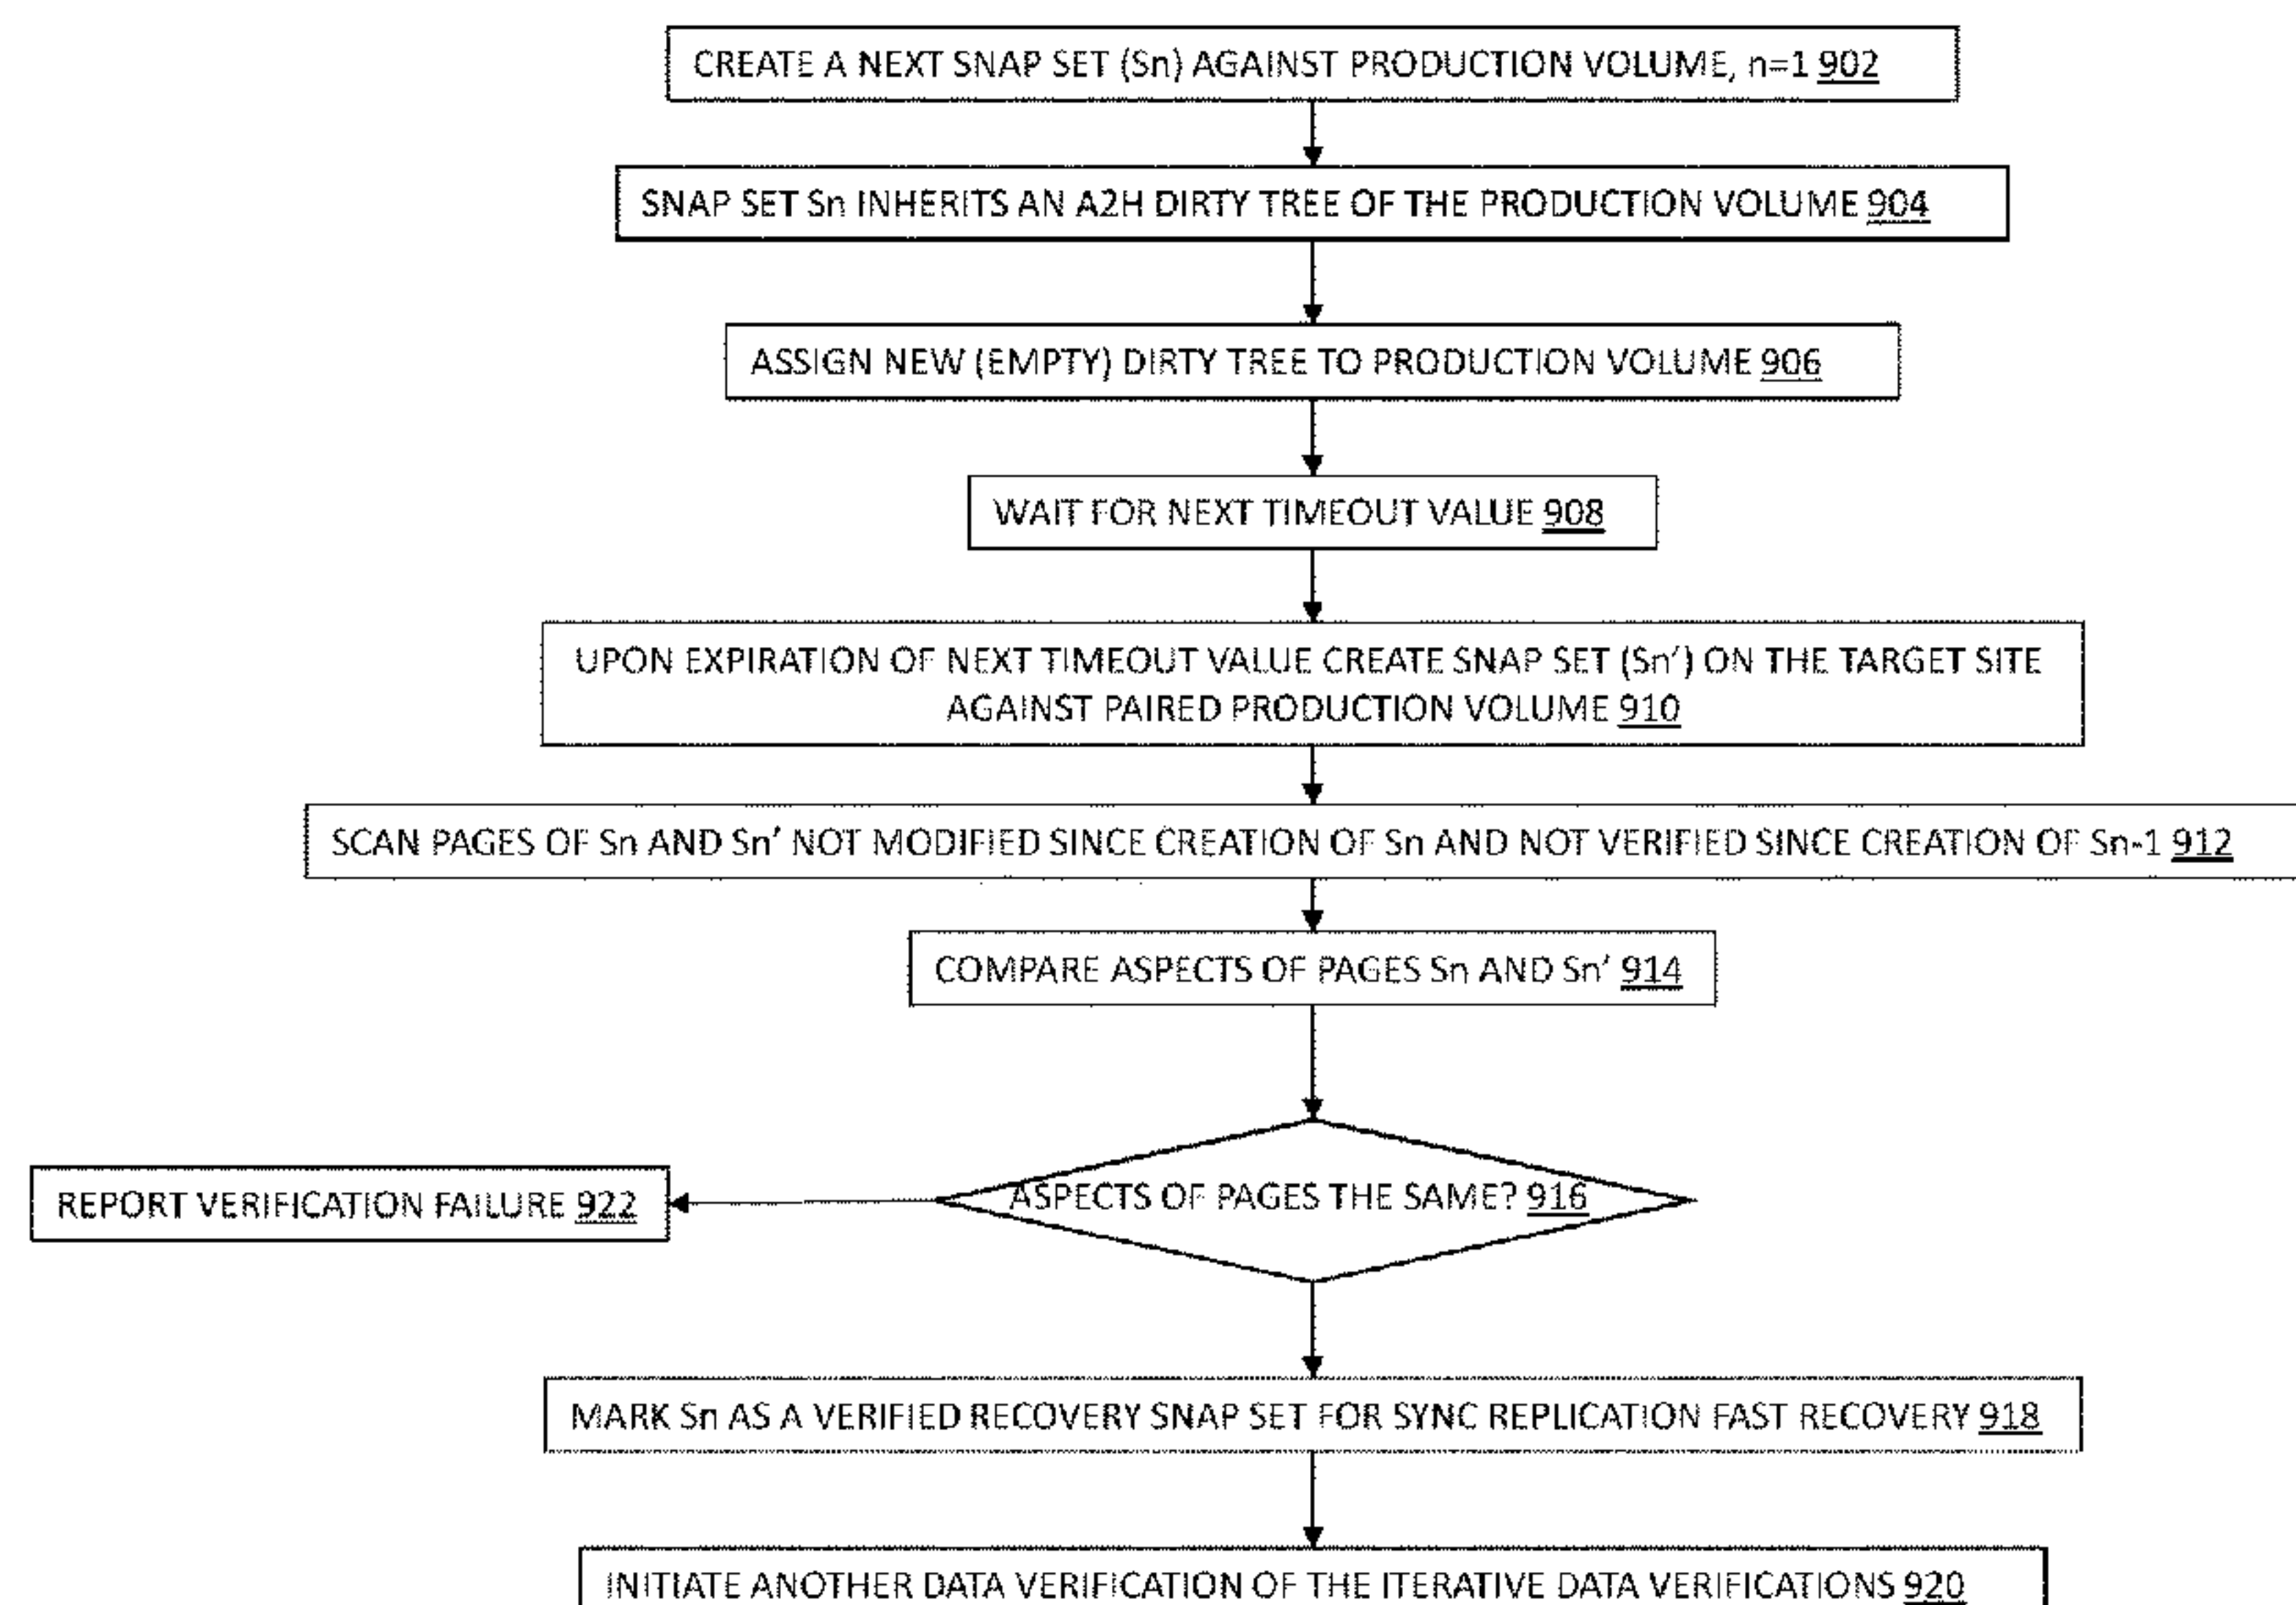 CREATE A NEXT SNAP SET (Sn) AGAINST PRODUCTION VOLUME, n=1 902
SNAP SET Sn INHERITS AN A2H DIRTY TREE OF THE PRODUCTION VOLUME 904
ASSIGN NEW (EMPTY) DIRTY TREE TO PRODUCTION VOLUME 906
WAIT FOR NEXT TIMEOUT VALUE 908
UPON EXPIRATION OF NEXT TIMEOUT VALUE CREATE SNAP SET (Sn') ON THE TARGET SITE
AGAINST PAIRED PRODUCTION VOLUME 910
SCAN PAGES OF Sn AND Sn' NOT MODIFIED SINCE CREATION OF Sn AND NOT VERIFIED SINCE CREATION OF Sn-1 912
COMPARE ASPECTS OF PAGES Sn AND Sn' 914
ASPECTS OF PAGES THE SAME? 916
REPORT VERIFICATION FAILURE 922
MARK Sn AS A VERIFIED RECOVERY SNAP SET FOR SYNC REPLICATION FAST RECOVERY 918
INITIATE ANOTHER DATA VERIFICATION OF THE ITERATIVE DATA VERIFICATIONS 920